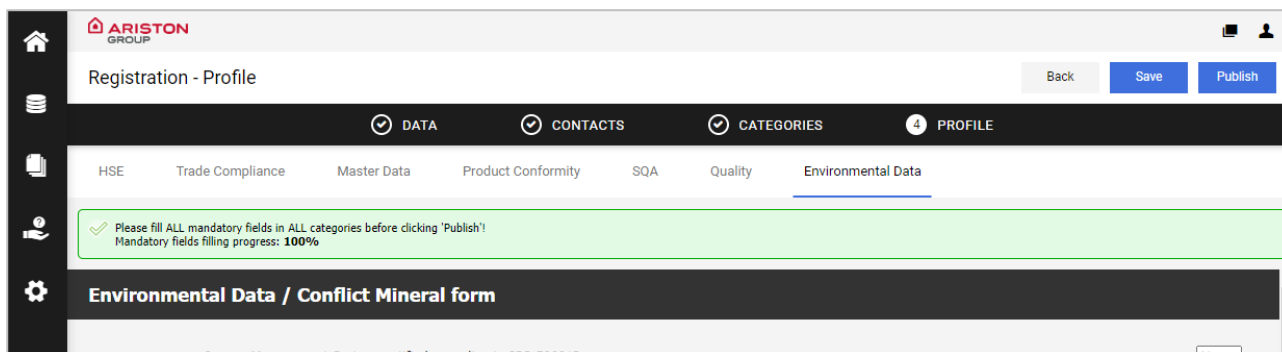 ARISTON
GROUP
Registration - Profile
Back
Save
Publish
DATA
CONTACTS
CATEGORIES
4 PROFILE
HSE
Trade Compliance
Master Data
Product Conformity
SQA
Quality
Environmental Data
Please fill ALL mandatory fields in ALL categories before clicking 'Publish'!
Mandatory fields filling progress: 100%
Environmental Data / Conflict Mineral form